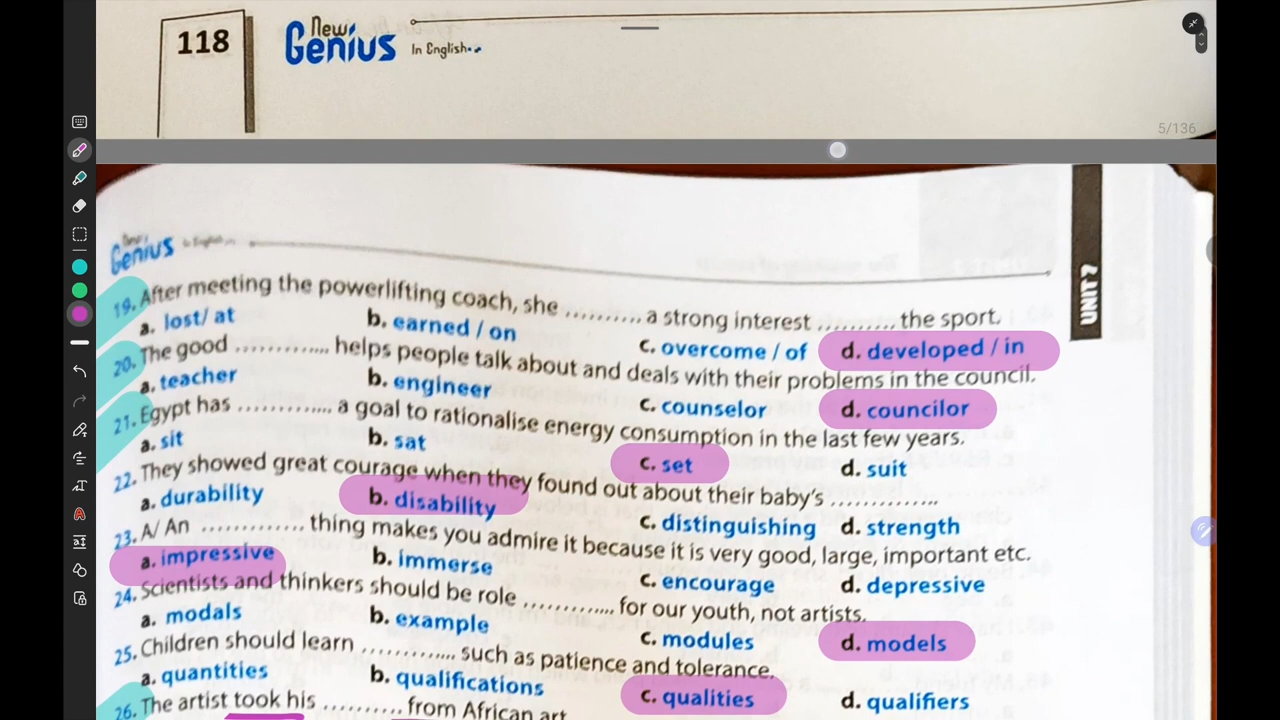 118
New Genius
In English
5/136
New Genius
In English
UNIT 2
19. After meeting the powerlifting coach, she .......... a strong interest .......... the sport.
a. lost/ at b. earned / on c. overcome / of d. developed / in
20. The good ................ helps people talk about and deals with their problems in the council.
a. teacher b. engineer c. counselor d. councilor
21. Egypt has ................ a goal to rationalise energy consumption in the last few years.
a. sit b. sat c. set d. suit
22. They showed great courage when they found out about their baby's ................
a. durability b. disability c. distinguishing d. strength
23. A/ An ............... thing makes you admire it because it is very good, large, important etc.
a. impressive b. immerse c. encourage d. depressive
24. Scientists and thinkers should be role ............... for our youth, not artists.
a. modals b. example c. modules d. models
25. Children should learn ............... such as patience and tolerance.
a. quantities b. qualifications c. qualities d. qualifiers
26. The artist took his .......... from African art.